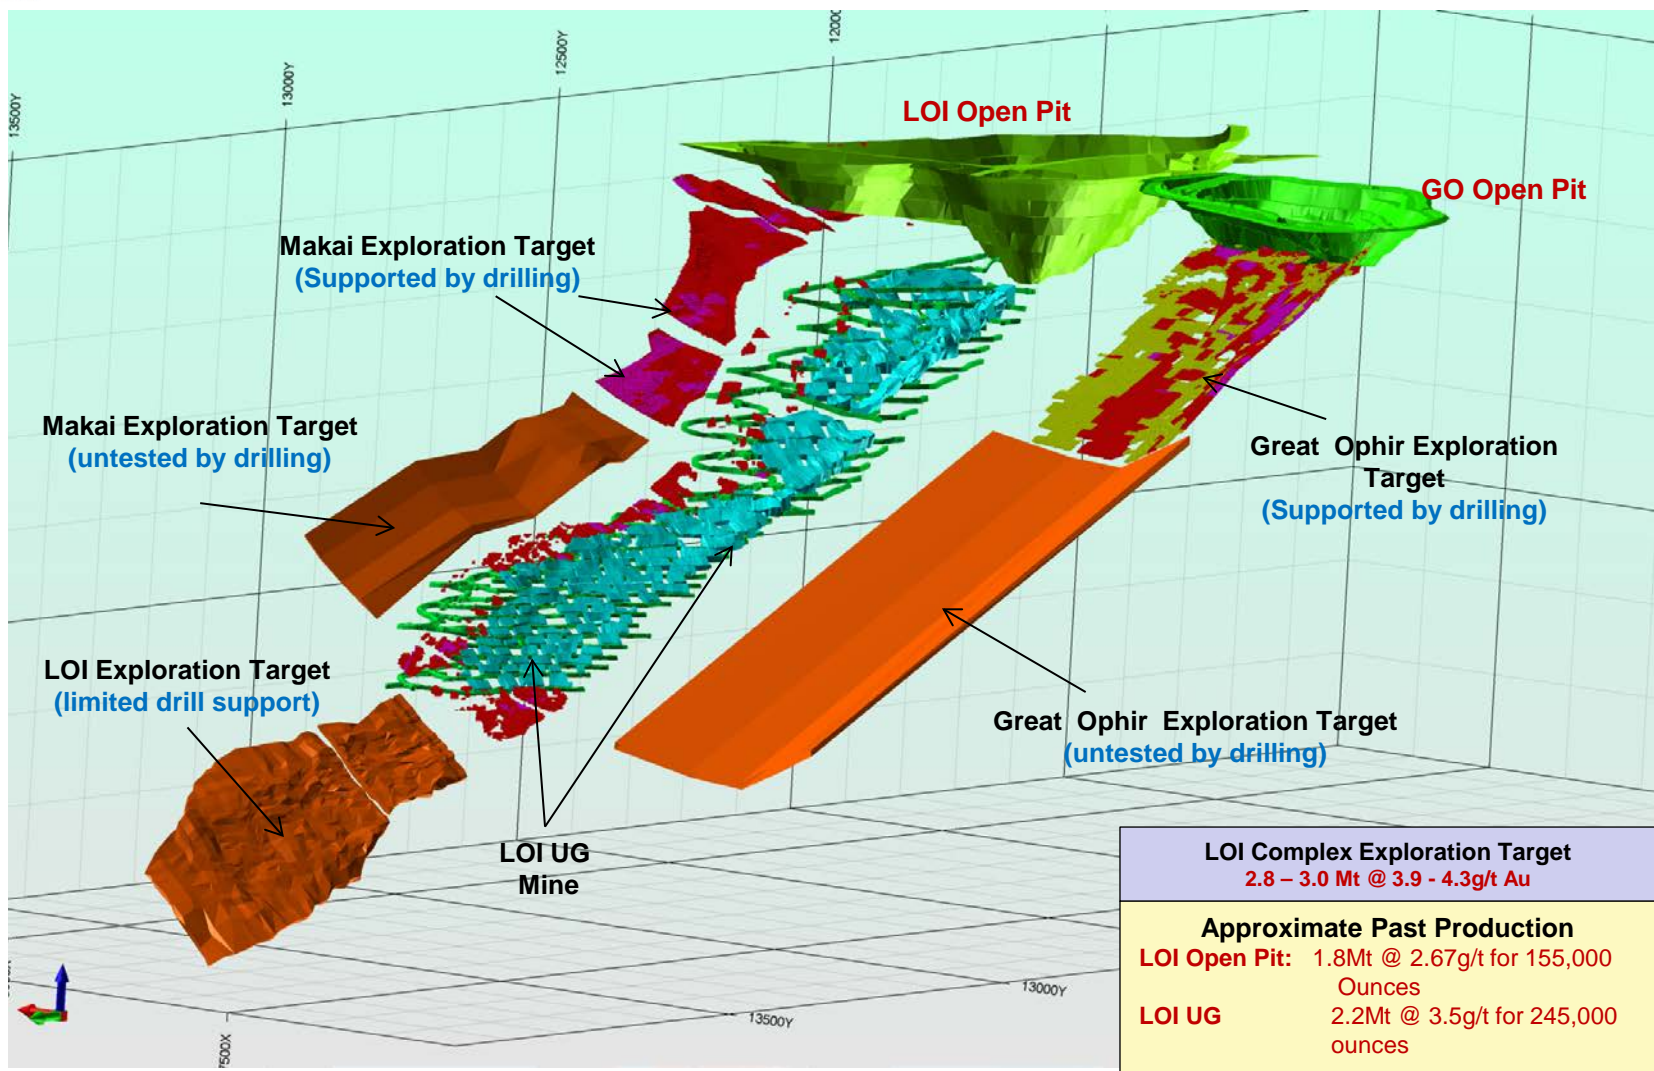 13500Y
13000Y
12500Y
12000
LOI Open Pit
GO Open Pit
Makai Exploration Target
(Supported by drilling)
Makai Exploration Target
(untested by drilling)
Great Ophir Exploration
Target
(Supported by drilling)
LOI Exploration Target
(limited drill support)
Great Ophir Exploration Target
(untested by drilling)
LOI UG
Mine
LOI Complex Exploration Target
2.8 – 3.0 Mt @ 3.9 - 4.3g/t Au
Approximate Past Production
LOI Open Pit: 1.8Mt @ 2.67g/t for 155,000
Ounces
LOI UG 2.2Mt @ 3.5g/t for 245,000
ounces
13000Y
13500Y
7500X